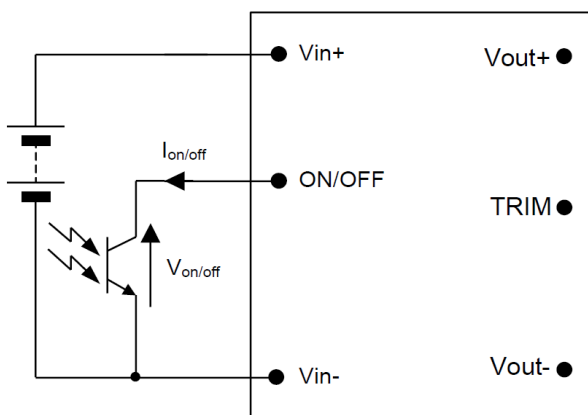 Vin+
Vout+
Ion/off
ON/OFF
TRIM
Von/off
Vin-
Vout-